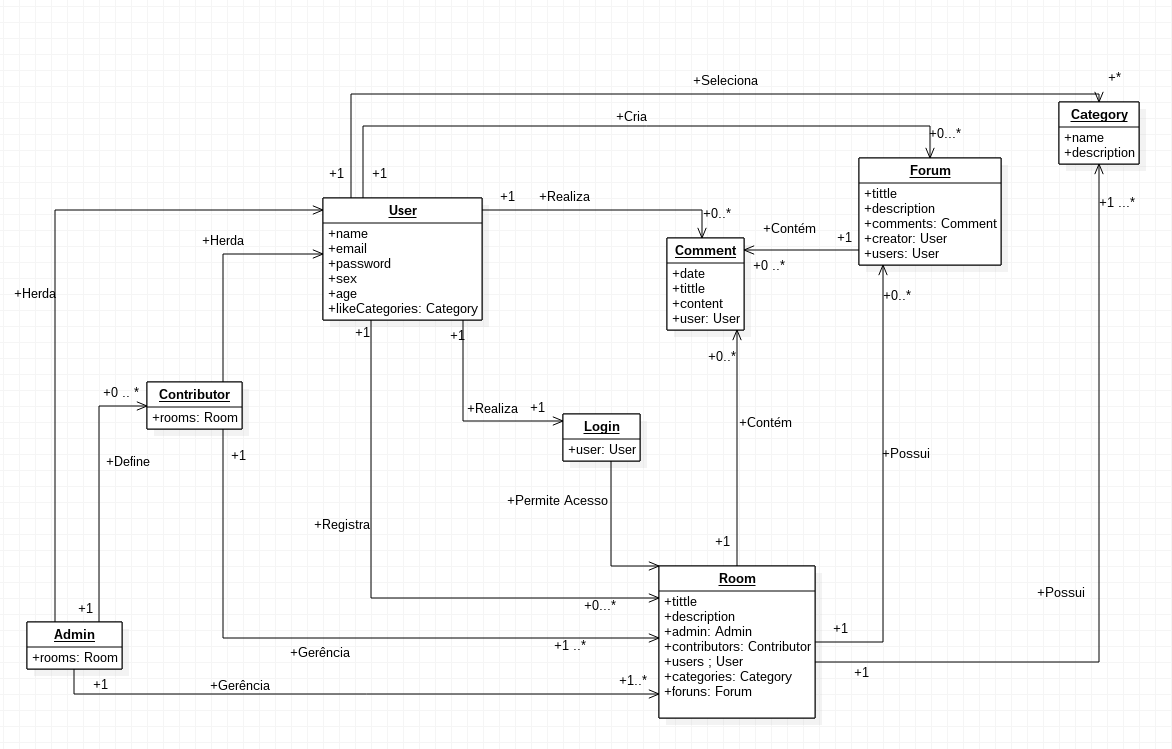 +Seleciona
+*
Category
+name
+description
+Cria
+0...*
Forum
+tittle
+description
+comments: Comment
+creator: User
+users: User
+1
+1
+1
+Realiza
+0..*
User
+name
+email
+password
+sex
+age
+likeCategories: Category
+1 ...*
+Contém
+1
+0 ..*
Comment
+date
+tittle
+content
+user: User
+Herda
+Herda
+0..*
+1
+1
+0..*
+0 .. *
Contributor
+rooms: Room
+Realiza
+1
Login
+user: User
+Contém
+Define
+1
+Possui
+Permite Acesso
+Registra
+1
Room
+tittle
+description
+admin: Admin
+contributors: Contributor
+users ; User
+categories: Category
+foruns: Forum
+Possui
+0...*
+1
Admin
+rooms: Room
+1
+1 ..*
+Gerência
+1
+1
+Gerência
+1..*